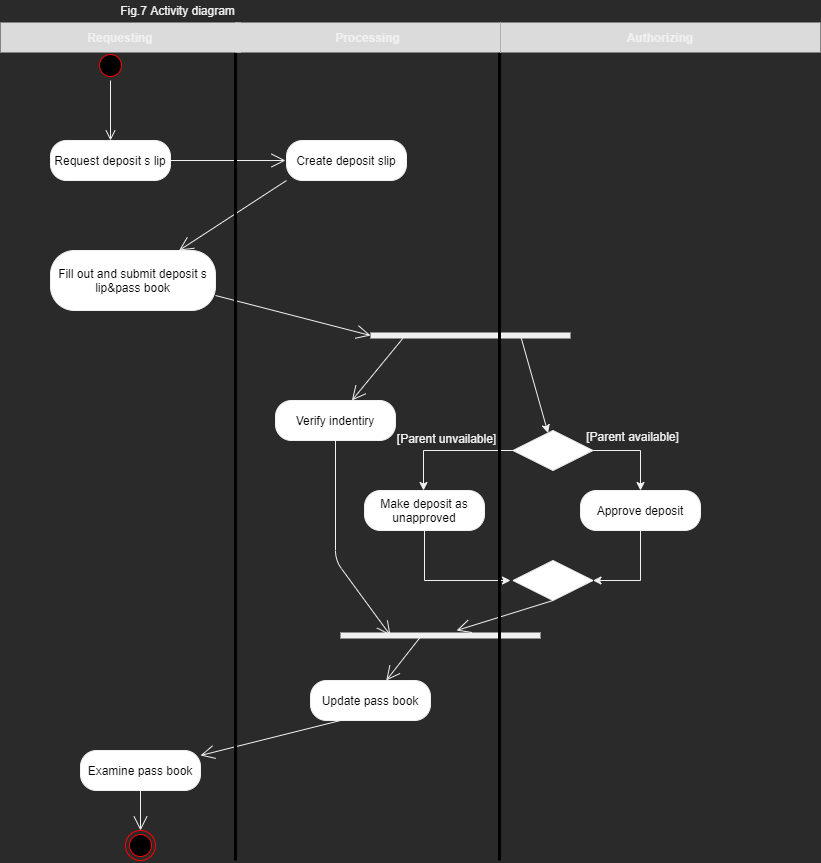 Fig.7 Activity diagram
Requesting
Processing
Authorizing
Request deposit s lip
Create deposit slip
Fill out and submit deposit s
lip&pass book
Verify indentiry
[Parent unvailable]
[Parent available]
Make deposit as
unapproved
Approve deposit
Update pass book
Examine pass book